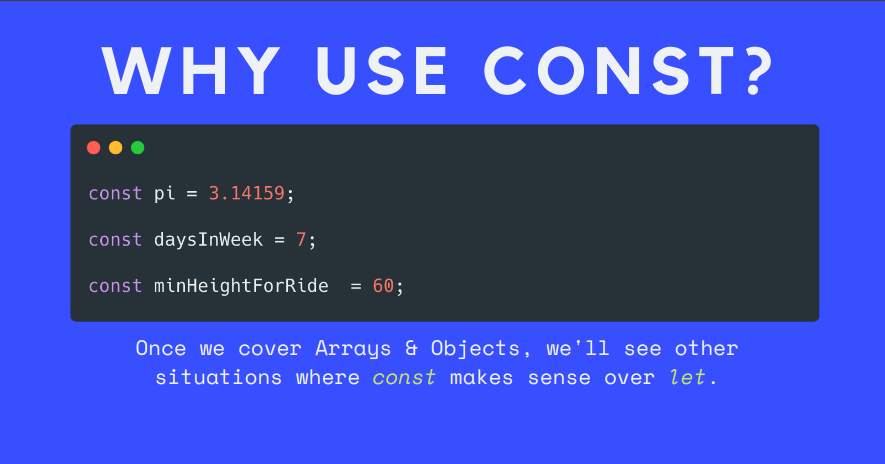 WHY USE CONST?
const pi = 3.14159;
const daysInWeek = 7;
const minHeightForRide  = 60;
Once we cover Arrays & Objects, we'll see other
situations where const makes sense over let.